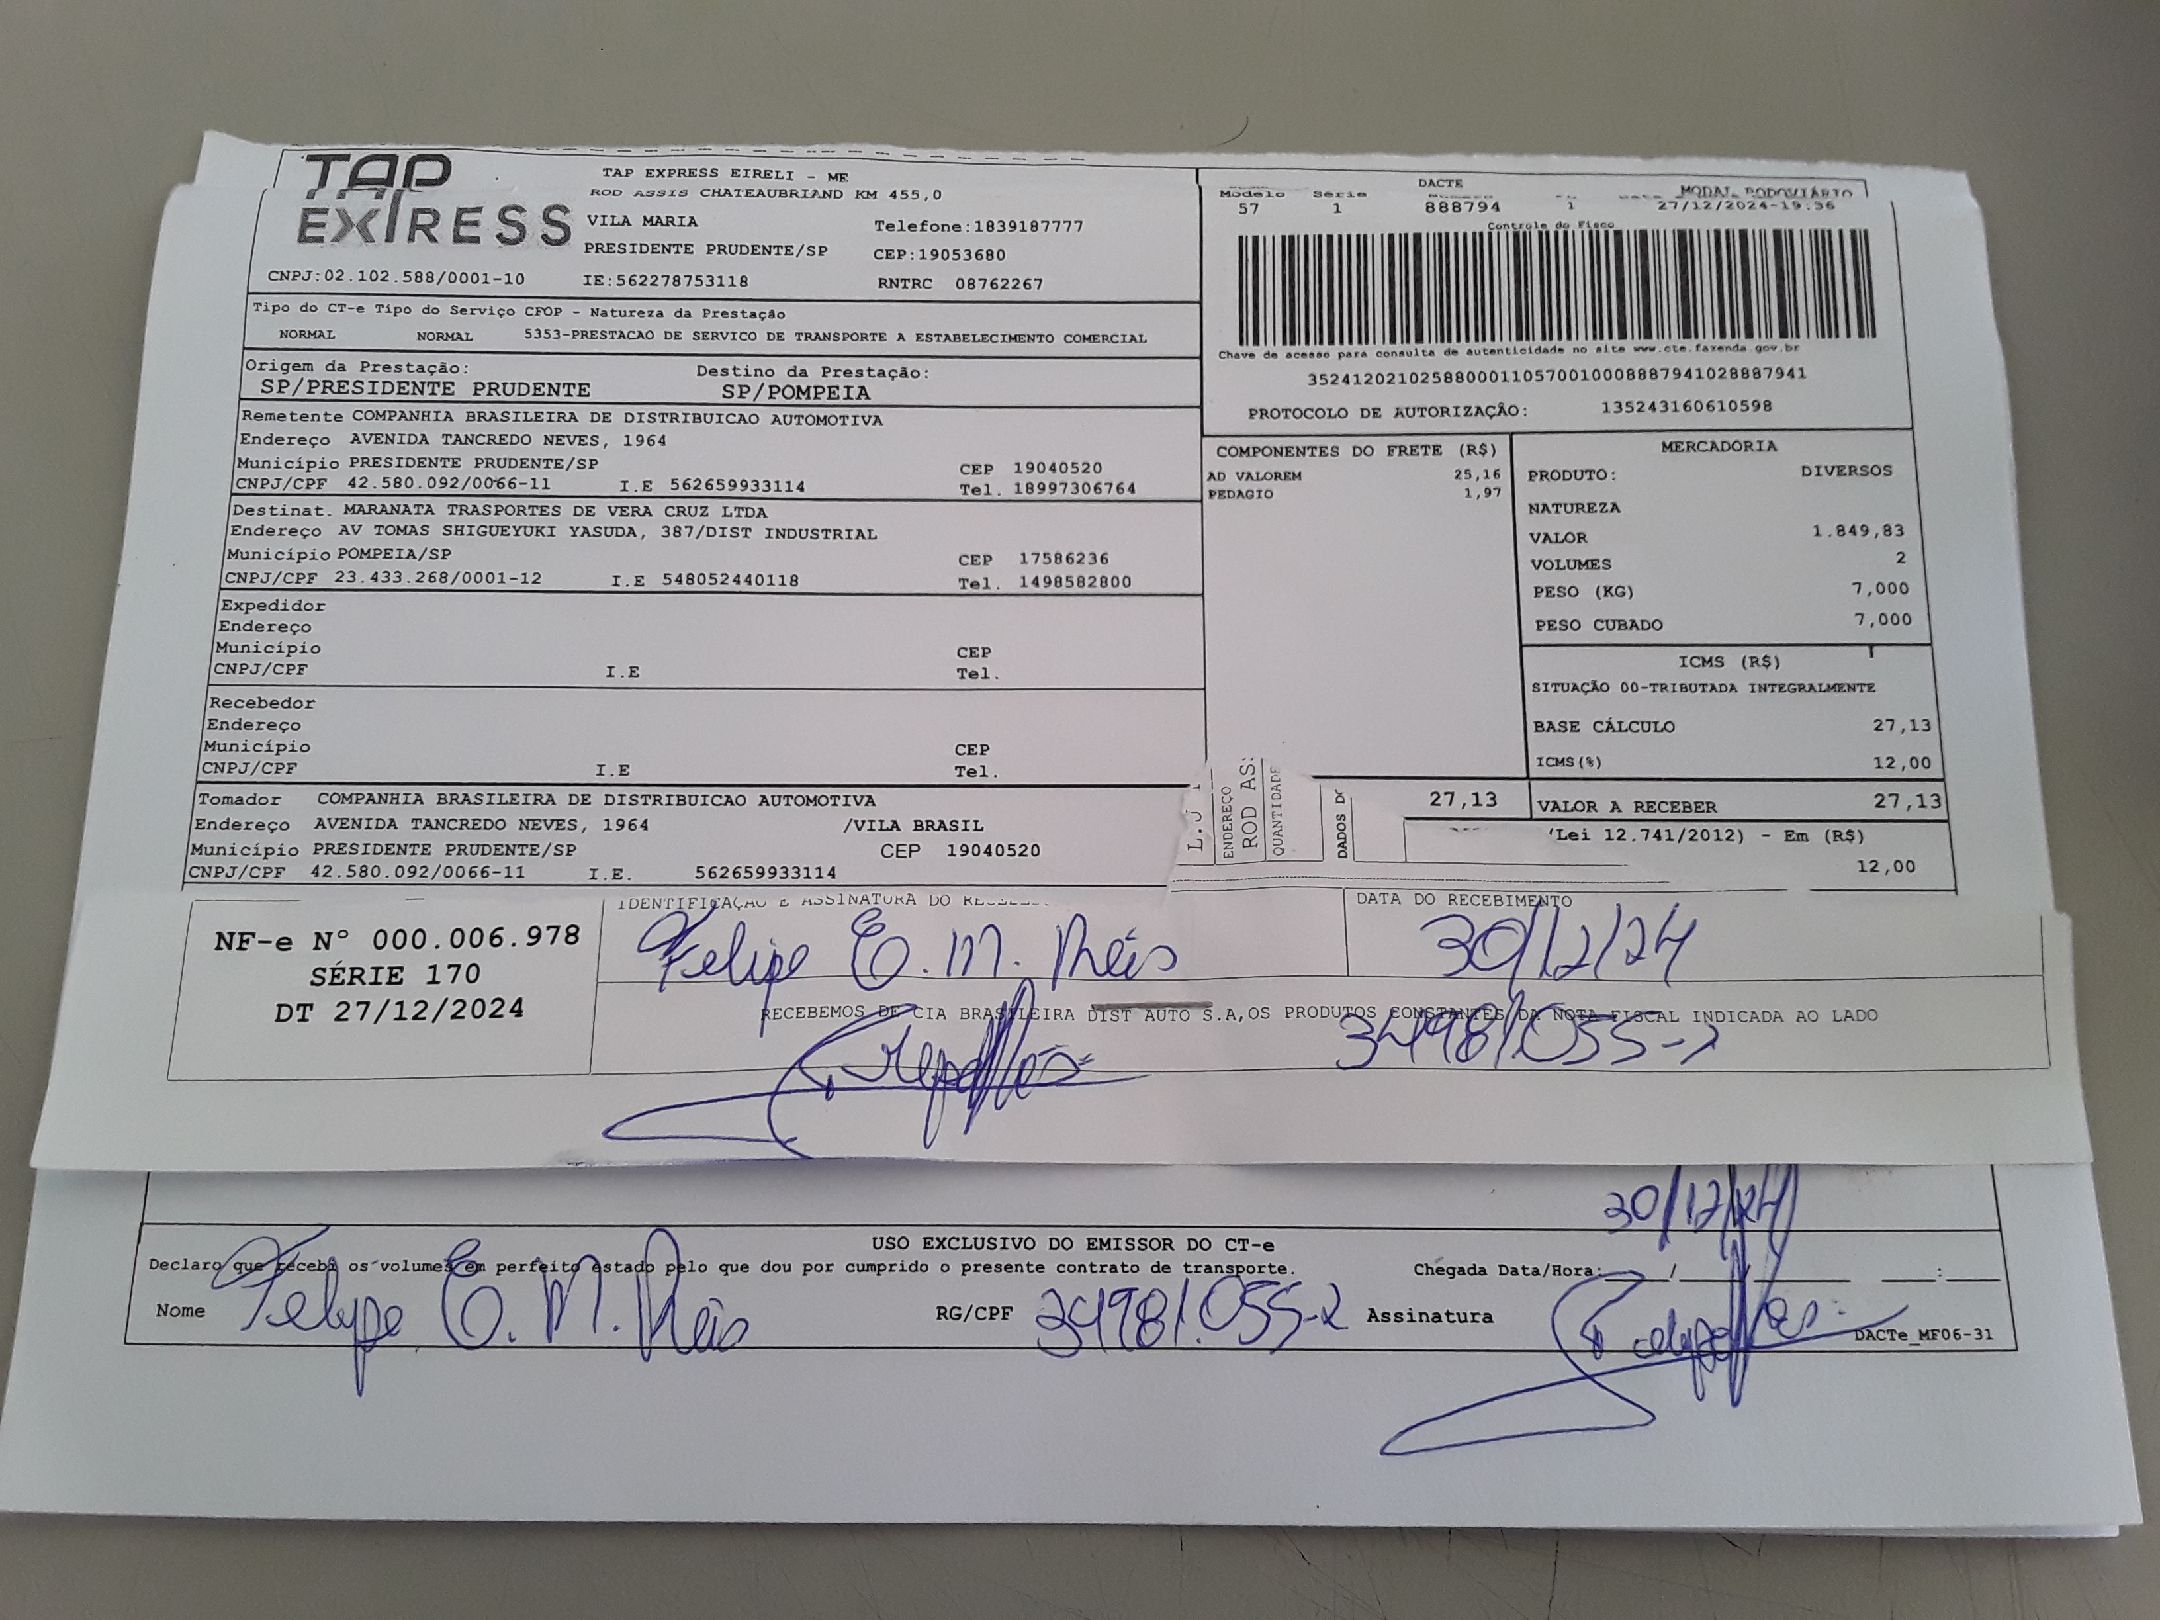 TAP
EXPRESS
TAP EXPRESS EIRELI - ME
ROD ASSIS CHATEAUBRIAND KM 455,0
VILA MARIA Telefone:1839187777
PRESIDENTE PRUDENTE/SP CEP:19053680
CNPJ:02.102.588/0001-10 IE:562278753118 RNTRC 08762267
DACTE
MODAL RODOVIÁRIO
Modelo Série
57 1 888794 1 27/12/2024-19:36
Controle do Fisco
Chave de acesso para consulta de autenticidade no site www.cte.fazenda.gov.br
35241202102588000110570010008887941028887941
PROTOCOLO DE AUTORIZAÇÃO: 135243160610598
Tipo do CT-e Tipo do Serviço CFOP - Natureza da Prestação
NORMAL NORMAL 5353-PRESTACAO DE SERVICO DE TRANSPORTE A ESTABELECIMENTO COMERCIAL
Origem da Prestação: Destino da Prestação:
SP/PRESIDENTE PRUDENTE SP/POMPEIA
Remetente COMPANHIA BRASILEIRA DE DISTRIBUICAO AUTOMOTIVA
Endereço AVENIDA TANCREDO NEVES, 1964
Município PRESIDENTE PRUDENTE/SP CEP 19040520
CNPJ/CPF 42.580.092/0066-11 I.E 562659933114 Tel. 18997306764
Destinat. MARANATA TRASPORTES DE VERA CRUZ LTDA
Endereço AV TOMAS SHIGUEYUKI YASUDA, 387/DIST INDUSTRIAL
Município POMPEIA/SP CEP 17586236
CNPJ/CPF 23.433.268/0001-12 I.E 548052440118 Tel. 1498582800
Expedidor
Endereço
Município CEP
CNPJ/CPF I.E Tel.
Recebedor
Endereço
Município CEP
CNPJ/CPF I.E Tel.
Tomador COMPANHIA BRASILEIRA DE DISTRIBUICAO AUTOMOTIVA
Endereço AVENIDA TANCREDO NEVES, 1964 /VILA BRASIL
Município PRESIDENTE PRUDENTE/SP CEP 19040520
CNPJ/CPF 42.580.092/0066-11 I.E. 562659933114
COMPONENTES DO FRETE (R$)
AD VALOREM 25,16
PEDAGIO 1,97
MERCADORIA
PRODUTO: DIVERSOS
NATUREZA
VALOR 1.849,83
VOLUMES 2
PESO (KG) 7,000
PESO CUBADO 7,000
ICMS (R$)
SITUAÇÃO 00-TRIBUTADA INTEGRALMENTE
BASE CÁLCULO 27,13
ICMS(%) 12,00
27,13 VALOR A RECEBER 27,13
Lei 12.741/2012) - Em (R$)
12,00
ENDEREÇO
ROD AS:
QUANTIDADE
DADOS
NF-e Nº 000.006.978
SÉRIE 170
DT 27/12/2024
IDENTIFICAÇÃO E ASSINATURA DO
Felipe E. M. Reis
DATA DO RECEBIMENTO
30/12/24
RECEBEMOS DE CIA BRASILEIRA DIST AUTO S.A,OS PRODUTOS CONSTANTES DA NOTA FISCAL INDICADA AO LADO
34981.055-2
30/12/24
USO EXCLUSIVO DO EMISSOR DO CT-e
Declaro que recebi os volumes em perfeito estado pelo que dou por cumprido o presente contrato de transporte. Chegada Data/Hora:____/____/____ __:__
Nome Felipe E. M. Reis RG/CPF 34981.055-2 Assinatura
DACTe_MF06-31